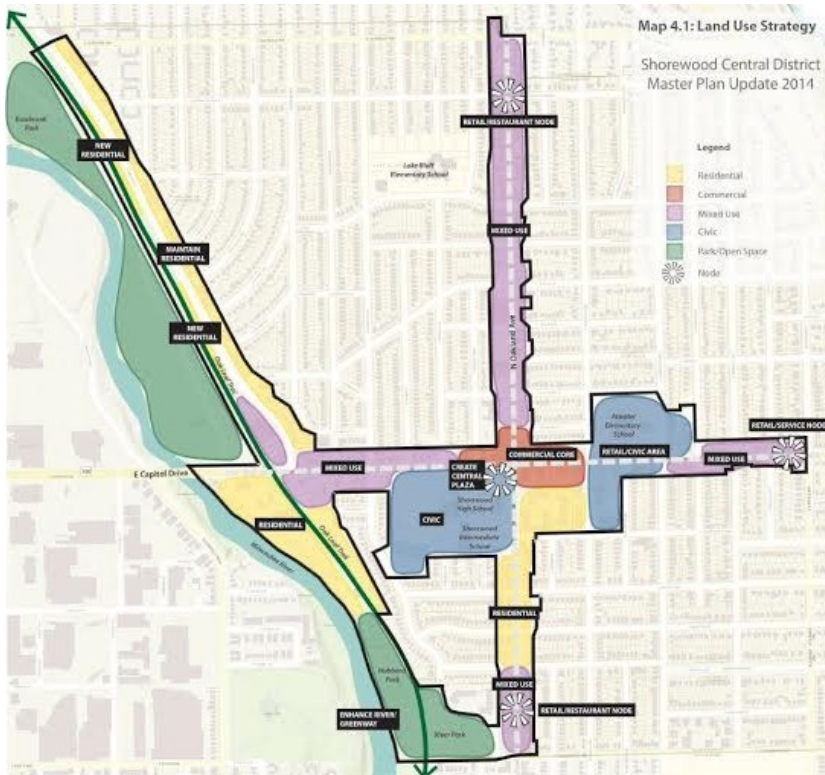 Map 4.1: Land Use Strategy
Shorewood Central District
Master Plan Update 2014
Legend
Residential
Commercial
Mixed Use
Civic
Park/Open Space
Node
RETAIL/RESTAURANT NODE
Park
NEW
RESIDENTIAL
Lake Bluff
Elementary School
MIXED USE
MAINTAIN
RESIDENTIAL
NEW
RESIDENTIAL
N Oakland Ave
Oak Leaf Trail
Atwater
Elementary
School
RETAIL/SERVICE NODE
COMMERCIAL CORE
RETAIL/CIVIC AREA
MIXED USE
MIXED USE
CREATE
CENTRAL
PLAZA
E Capitol Drive
Shorewood
High School
CIVIC
Shorewood
Intermediate
School
RESIDENTIAL
Oak Leaf Trail
Milwaukee River
RESIDENTIAL
Hubbard
Park
MIXED USE
ENHANCE RIVER/
GREENWAY
River Park
RETAIL/RESTAURANT NODE